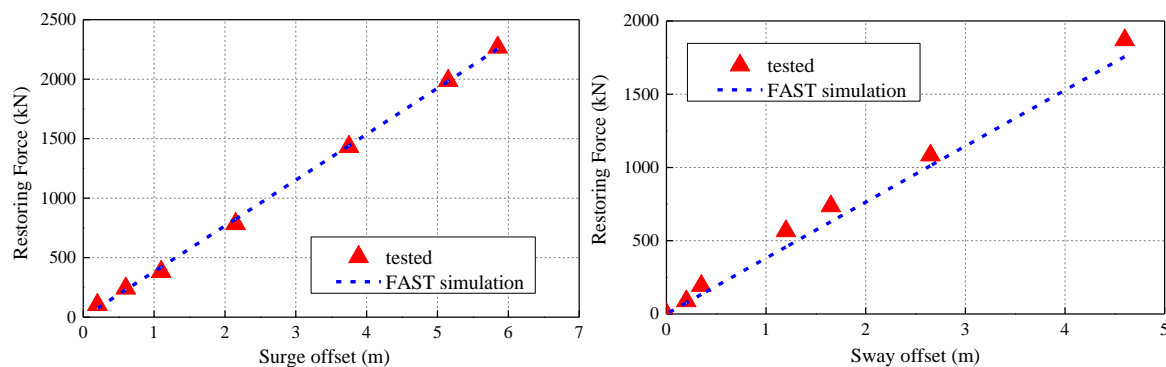 2500
2000
1500
1000
500
0
Restoring Force (kN)
tested
FAST simulation
0 1 2 3 4 5 6 7
Surge offset (m)
2000
1500
1000
500
0
Restoring Force (kN)
tested
FAST simulation
0 1 2 3 4 5
Sway offset (m)